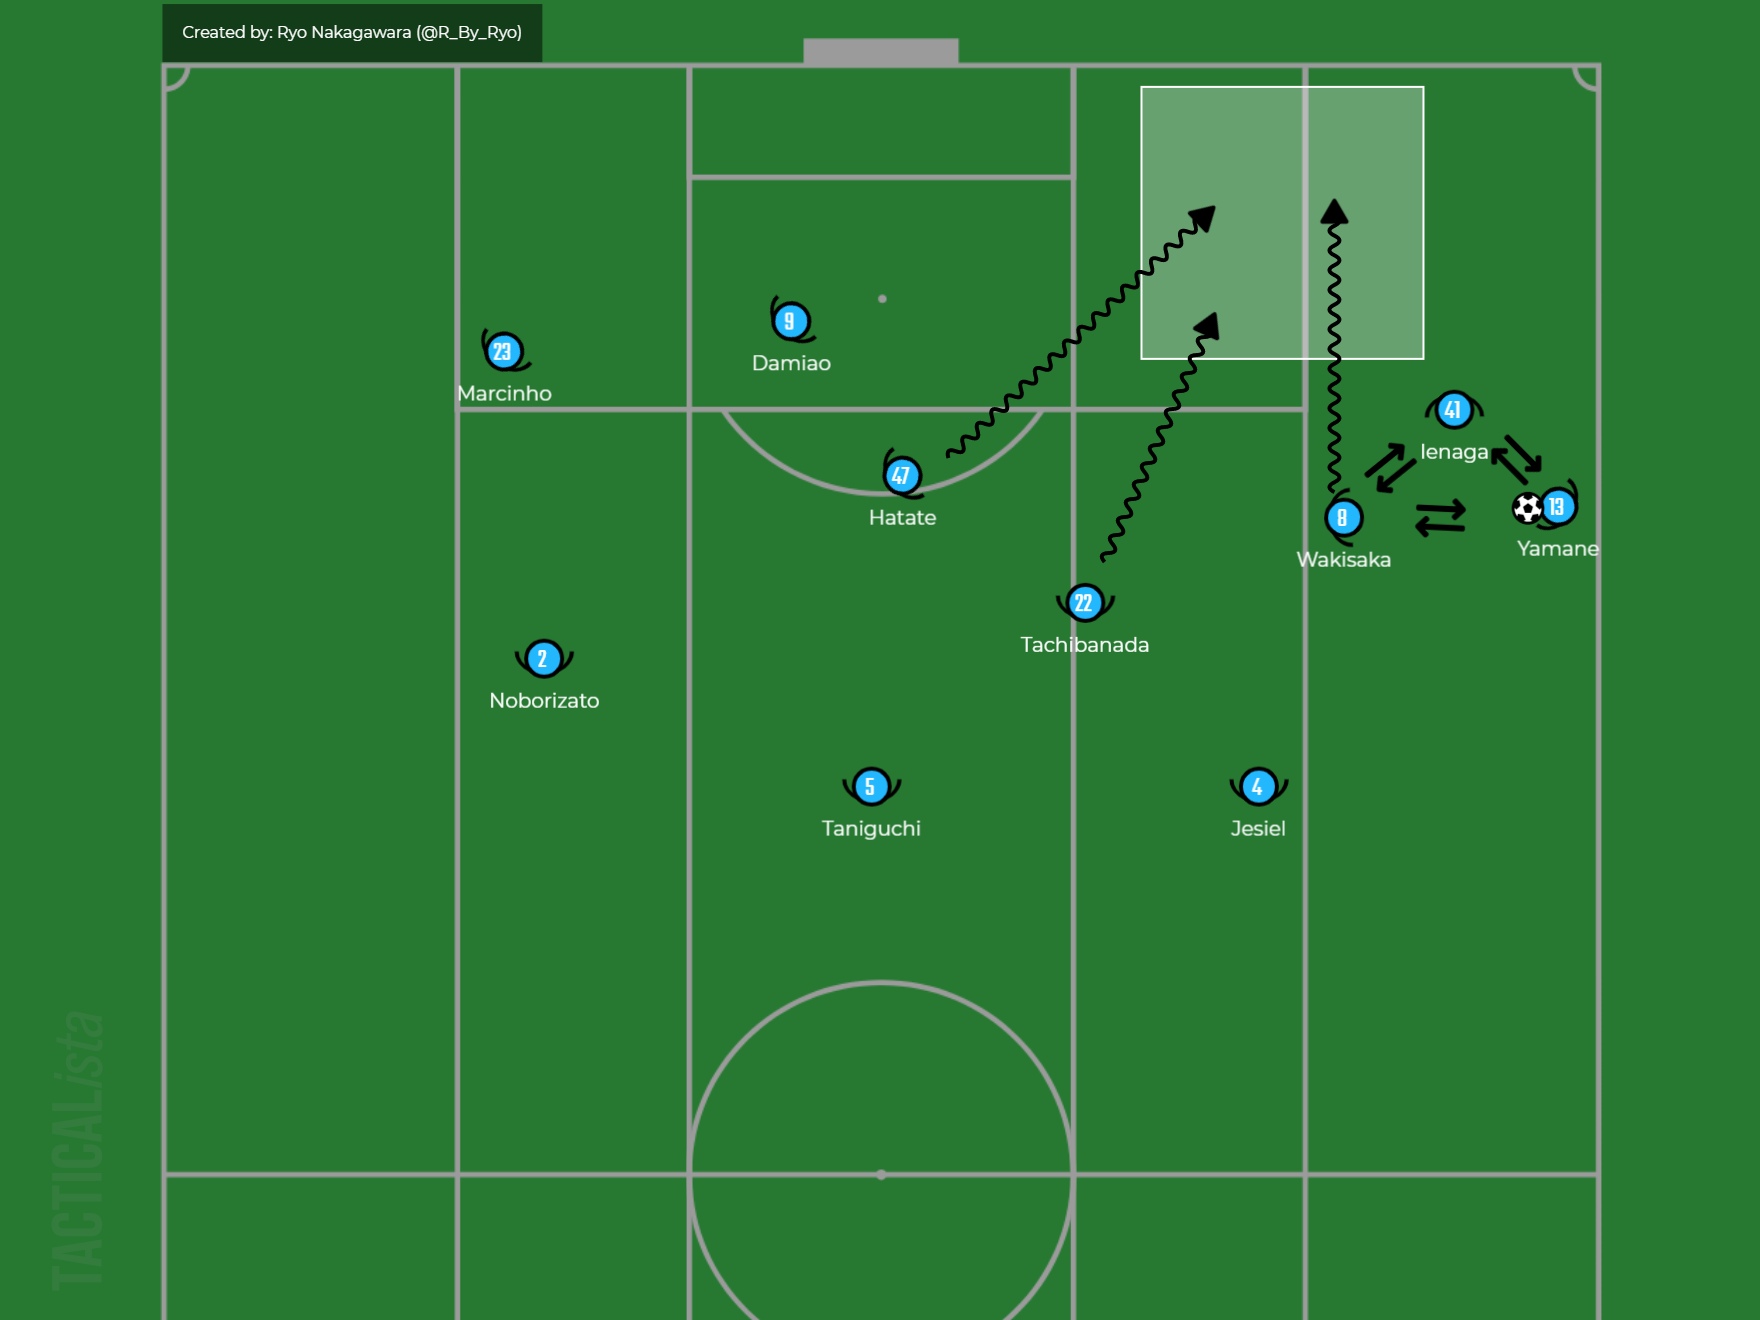 Created by: Ryo Nakagawara (@R_By_Ryo)
9
Damiao
23
Marcinho
41
Ienaga
47
Hatate
8
Wakisaka
13
Yamane
22
Tachibanada
2
Noborizato
5
Taniguchi
4
Jesiel
TACTICALista